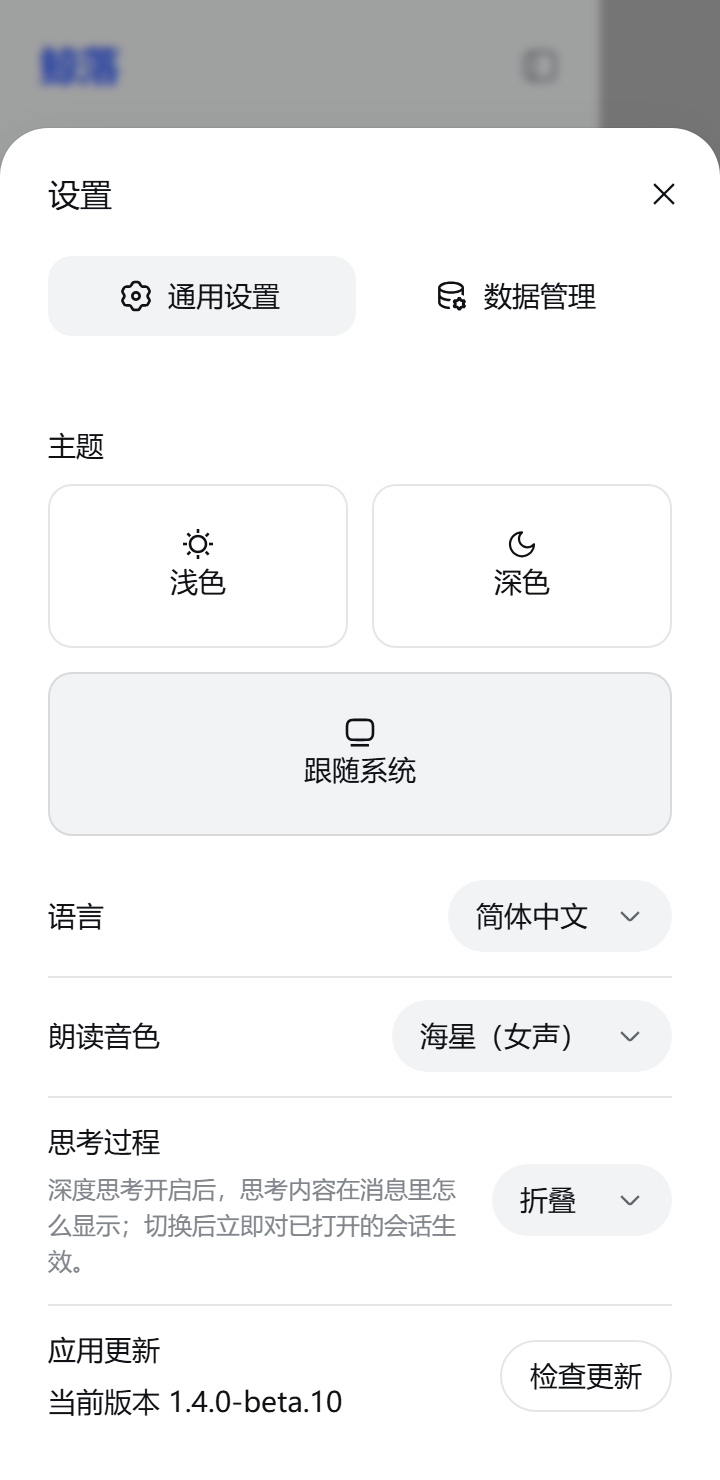 鲸落
设置
通用设置
数据管理
主题
浅色
深色
跟随系统
语言
简体中文
朗读音色
海星（女声）
思考过程
深度思考开启后，思考内容在消息里怎
么显示；切换后立即对已打开的会话生
效。
折叠
应用更新
当前版本 1.4.0-beta.10
检查更新